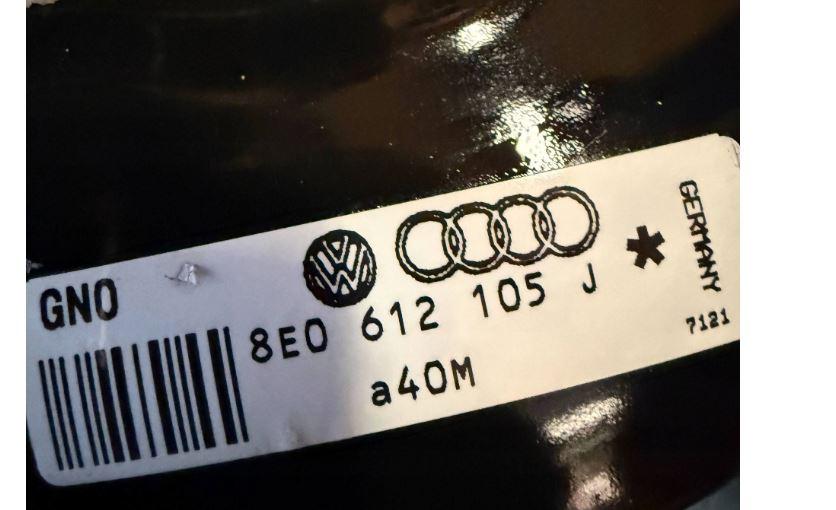 GNO
8E0 612 105 J
a40M
*
GERMANY
7121